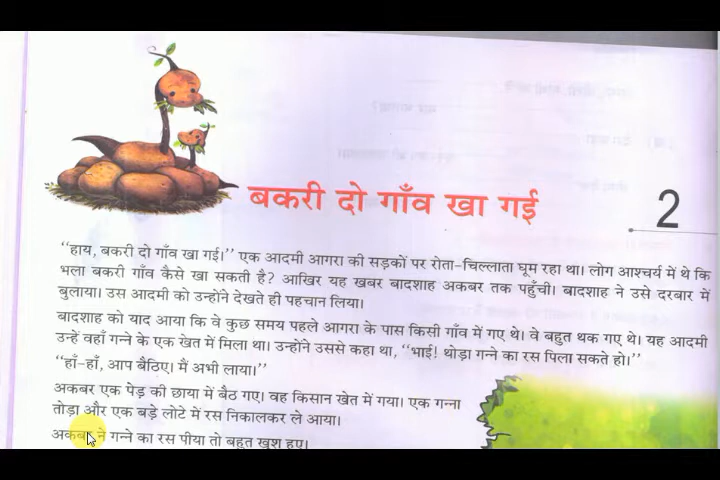 बकरी दो गाँव खा गई
2
“हाय, बकरी दो गाँव खा गई।” एक आदमी आगरा की सड़कों पर रोता-चिल्लाता घूम रहा था। लोग आश्चर्य में थे कि
भला बकरी गाँव कैसे खा सकती है? आखिर यह खबर बादशाह अकबर तक पहुँची। बादशाह ने उसे दरबार में
बुलाया। उस आदमी को उन्होंने देखते ही पहचान लिया।
बादशाह को याद आया कि वे कुछ समय पहले आगरा के पास किसी गाँव में गए थे। वे बहुत थक गए थे। यह आदमी
उन्हें वहाँ गन्ने के एक खेत में मिला था। उन्होंने उससे कहा था, “भाई! थोड़ा गन्ने का रस पिला सकते हो।”
“हाँ-हाँ, आप बैठिए। मैं अभी लाया।”
अकबर एक पेड़ की छाया में बैठ गए। वह किसान खेत में गया। एक गन्ना
तोड़ा और एक बड़े लोटे में रस निकालकर ले आया।
अकबर ने गन्ने का रस पीया तो बहुत खुश हुए।